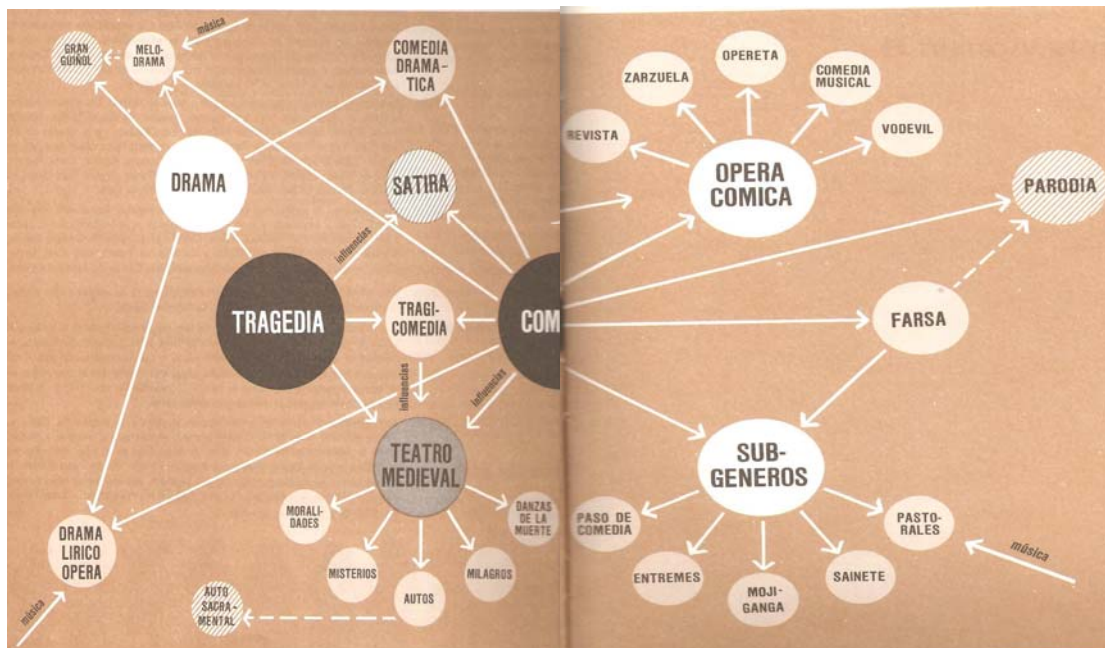 música
GRAN
GUIÑOL
MELO-
DRAMA
COMEDIA
DRAMA-
TICA
DRAMA
SATIRA
influencias
TRAGEDIA
TRAGI-
COMEDIA
COM
influencias
influencias
TEATRO
MEDIEVAL
MORALI-
DADES
DANZAS
DE LA
MUERTE
MISTERIOS
MILAGROS
AUTOS
DRAMA
LIRICO
OPERA
AUTO
SACRA-
MENTAL
música
OPERETA
ZARZUELA
COMEDIA
MUSICAL
REVISTA
VODEVIL
OPERA
COMICA
PARODIA
FARSA
SUB-
GENEROS
PASO DE
COMEDIA
PASTO-
RALES
ENTREMES
SAINETE
MOJI-
GANGA
música